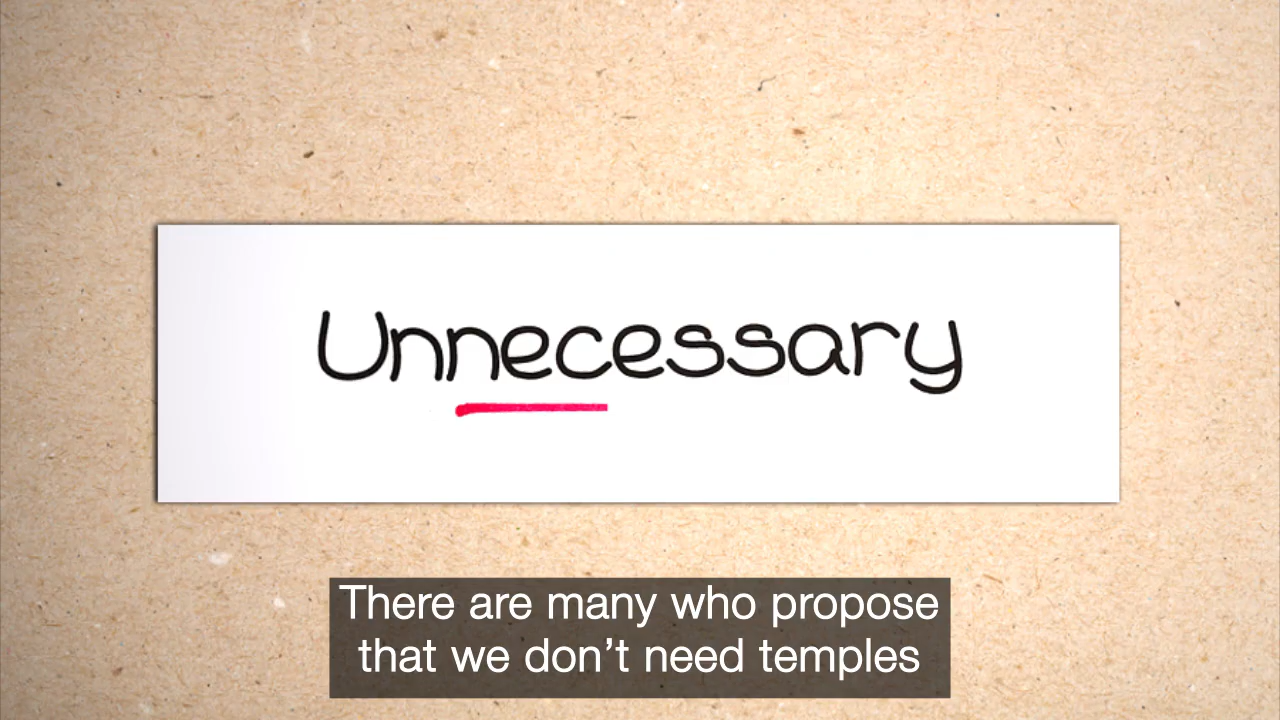 Unnecessary
There are many who propose
that we don’t need temples